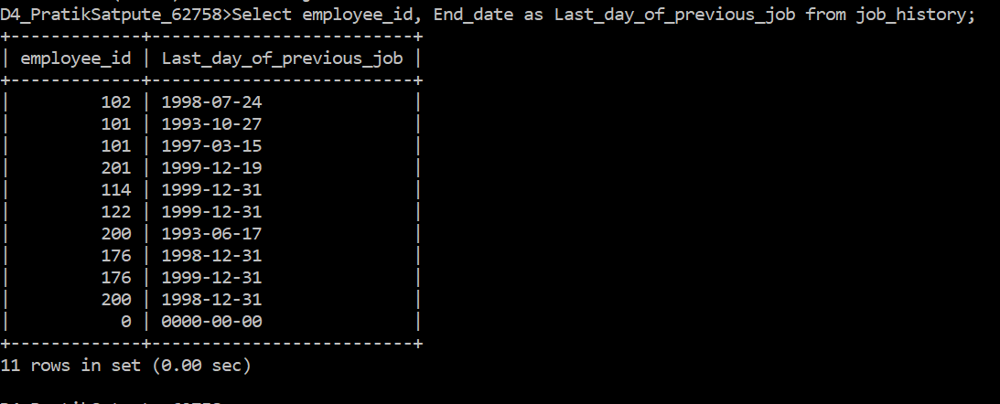 D4_PratikSatpute_62758>Select employee_id, End_date as Last_day_of_previous_job from job_history;
+-------------+--------------------------+
| employee_id | Last_day_of_previous_job |
+-------------+--------------------------+
|         102 | 1998-07-24               |
|         101 | 1993-10-27               |
|         101 | 1997-03-15               |
|         201 | 1999-12-19               |
|         114 | 1999-12-31               |
|         122 | 1999-12-31               |
|         200 | 1993-06-17               |
|         176 | 1998-12-31               |
|         176 | 1999-12-31               |
|         200 | 1998-12-31               |
|           0 | 0000-00-00               |
+-------------+--------------------------+
11 rows in set (0.00 sec)